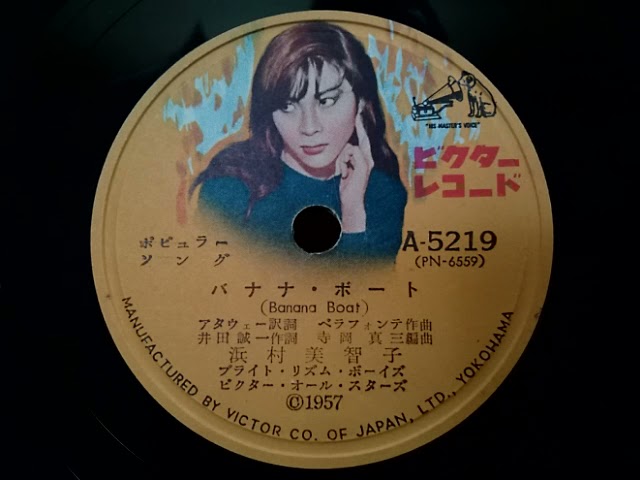 "HIS MASTER'S VOICE"
ビクター
レコード
ポピュラー
ソング
A-5219
(PN-6559)
バナナ・ボート
(Banana Boat)
アタウェー訳詞 ベラフォンテ作曲
井田誠一作詞 寺岡真三編曲
浜村美智子
ブライト・リズム・ボーイズ
ビクター・オール・スターズ
©1957
MANUFACTURED BY VICTOR CO. OF JAPAN, LTD., YOKOHAMA